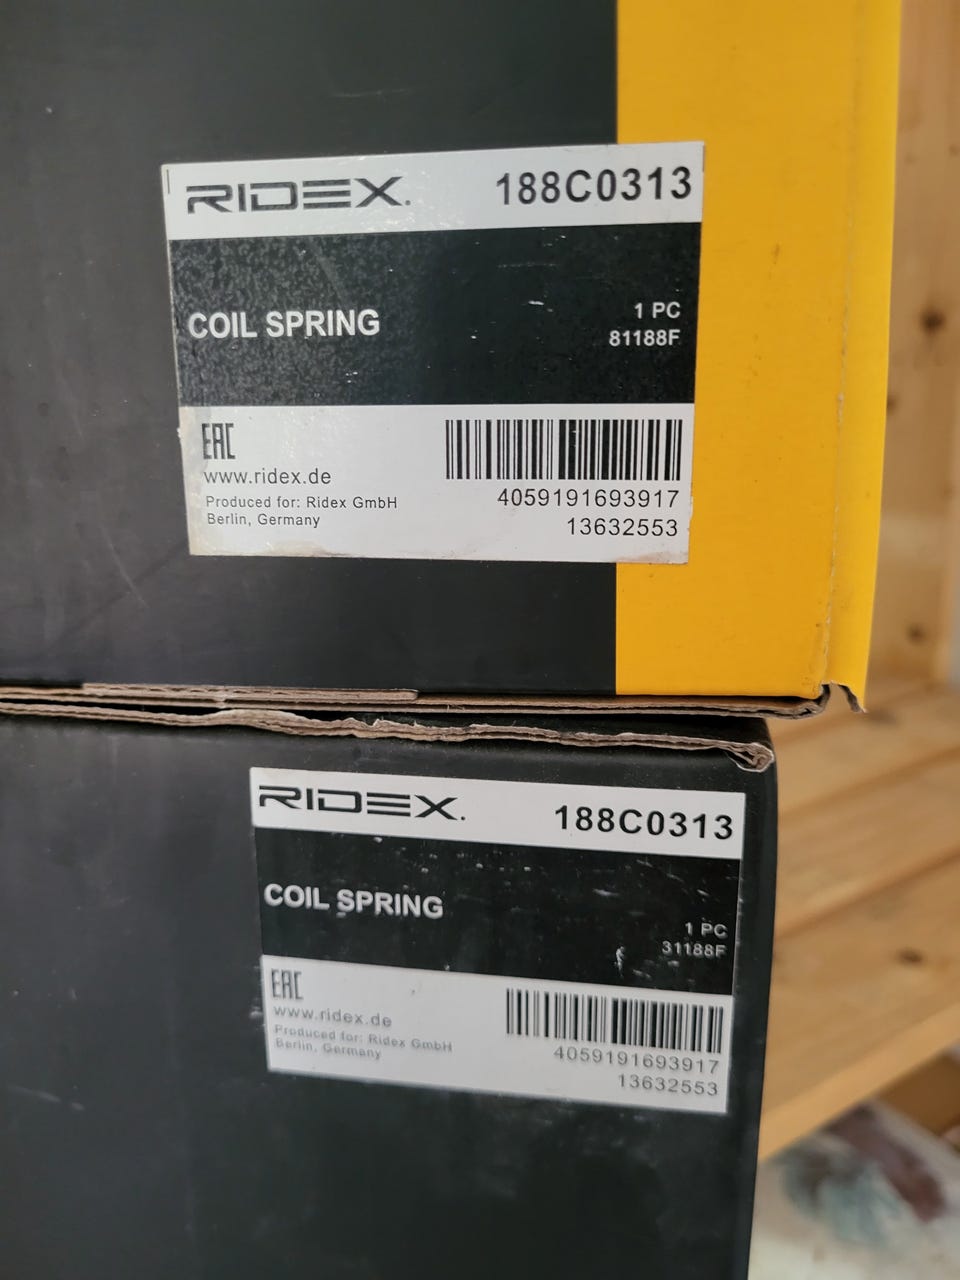 RIDEX. 188C0313
COIL SPRING
1 PC
81188F
EAC
www.ridex.de
Produced for: Ridex GmbH
Berlin, Germany
4059191693917
13632553
RIDEX. 188C0313
COIL SPRING
1 PC
31188F
EAC
www.ridex.de
Produced for: Ridex GmbH
Berlin, Germany
4059191693917
13632553